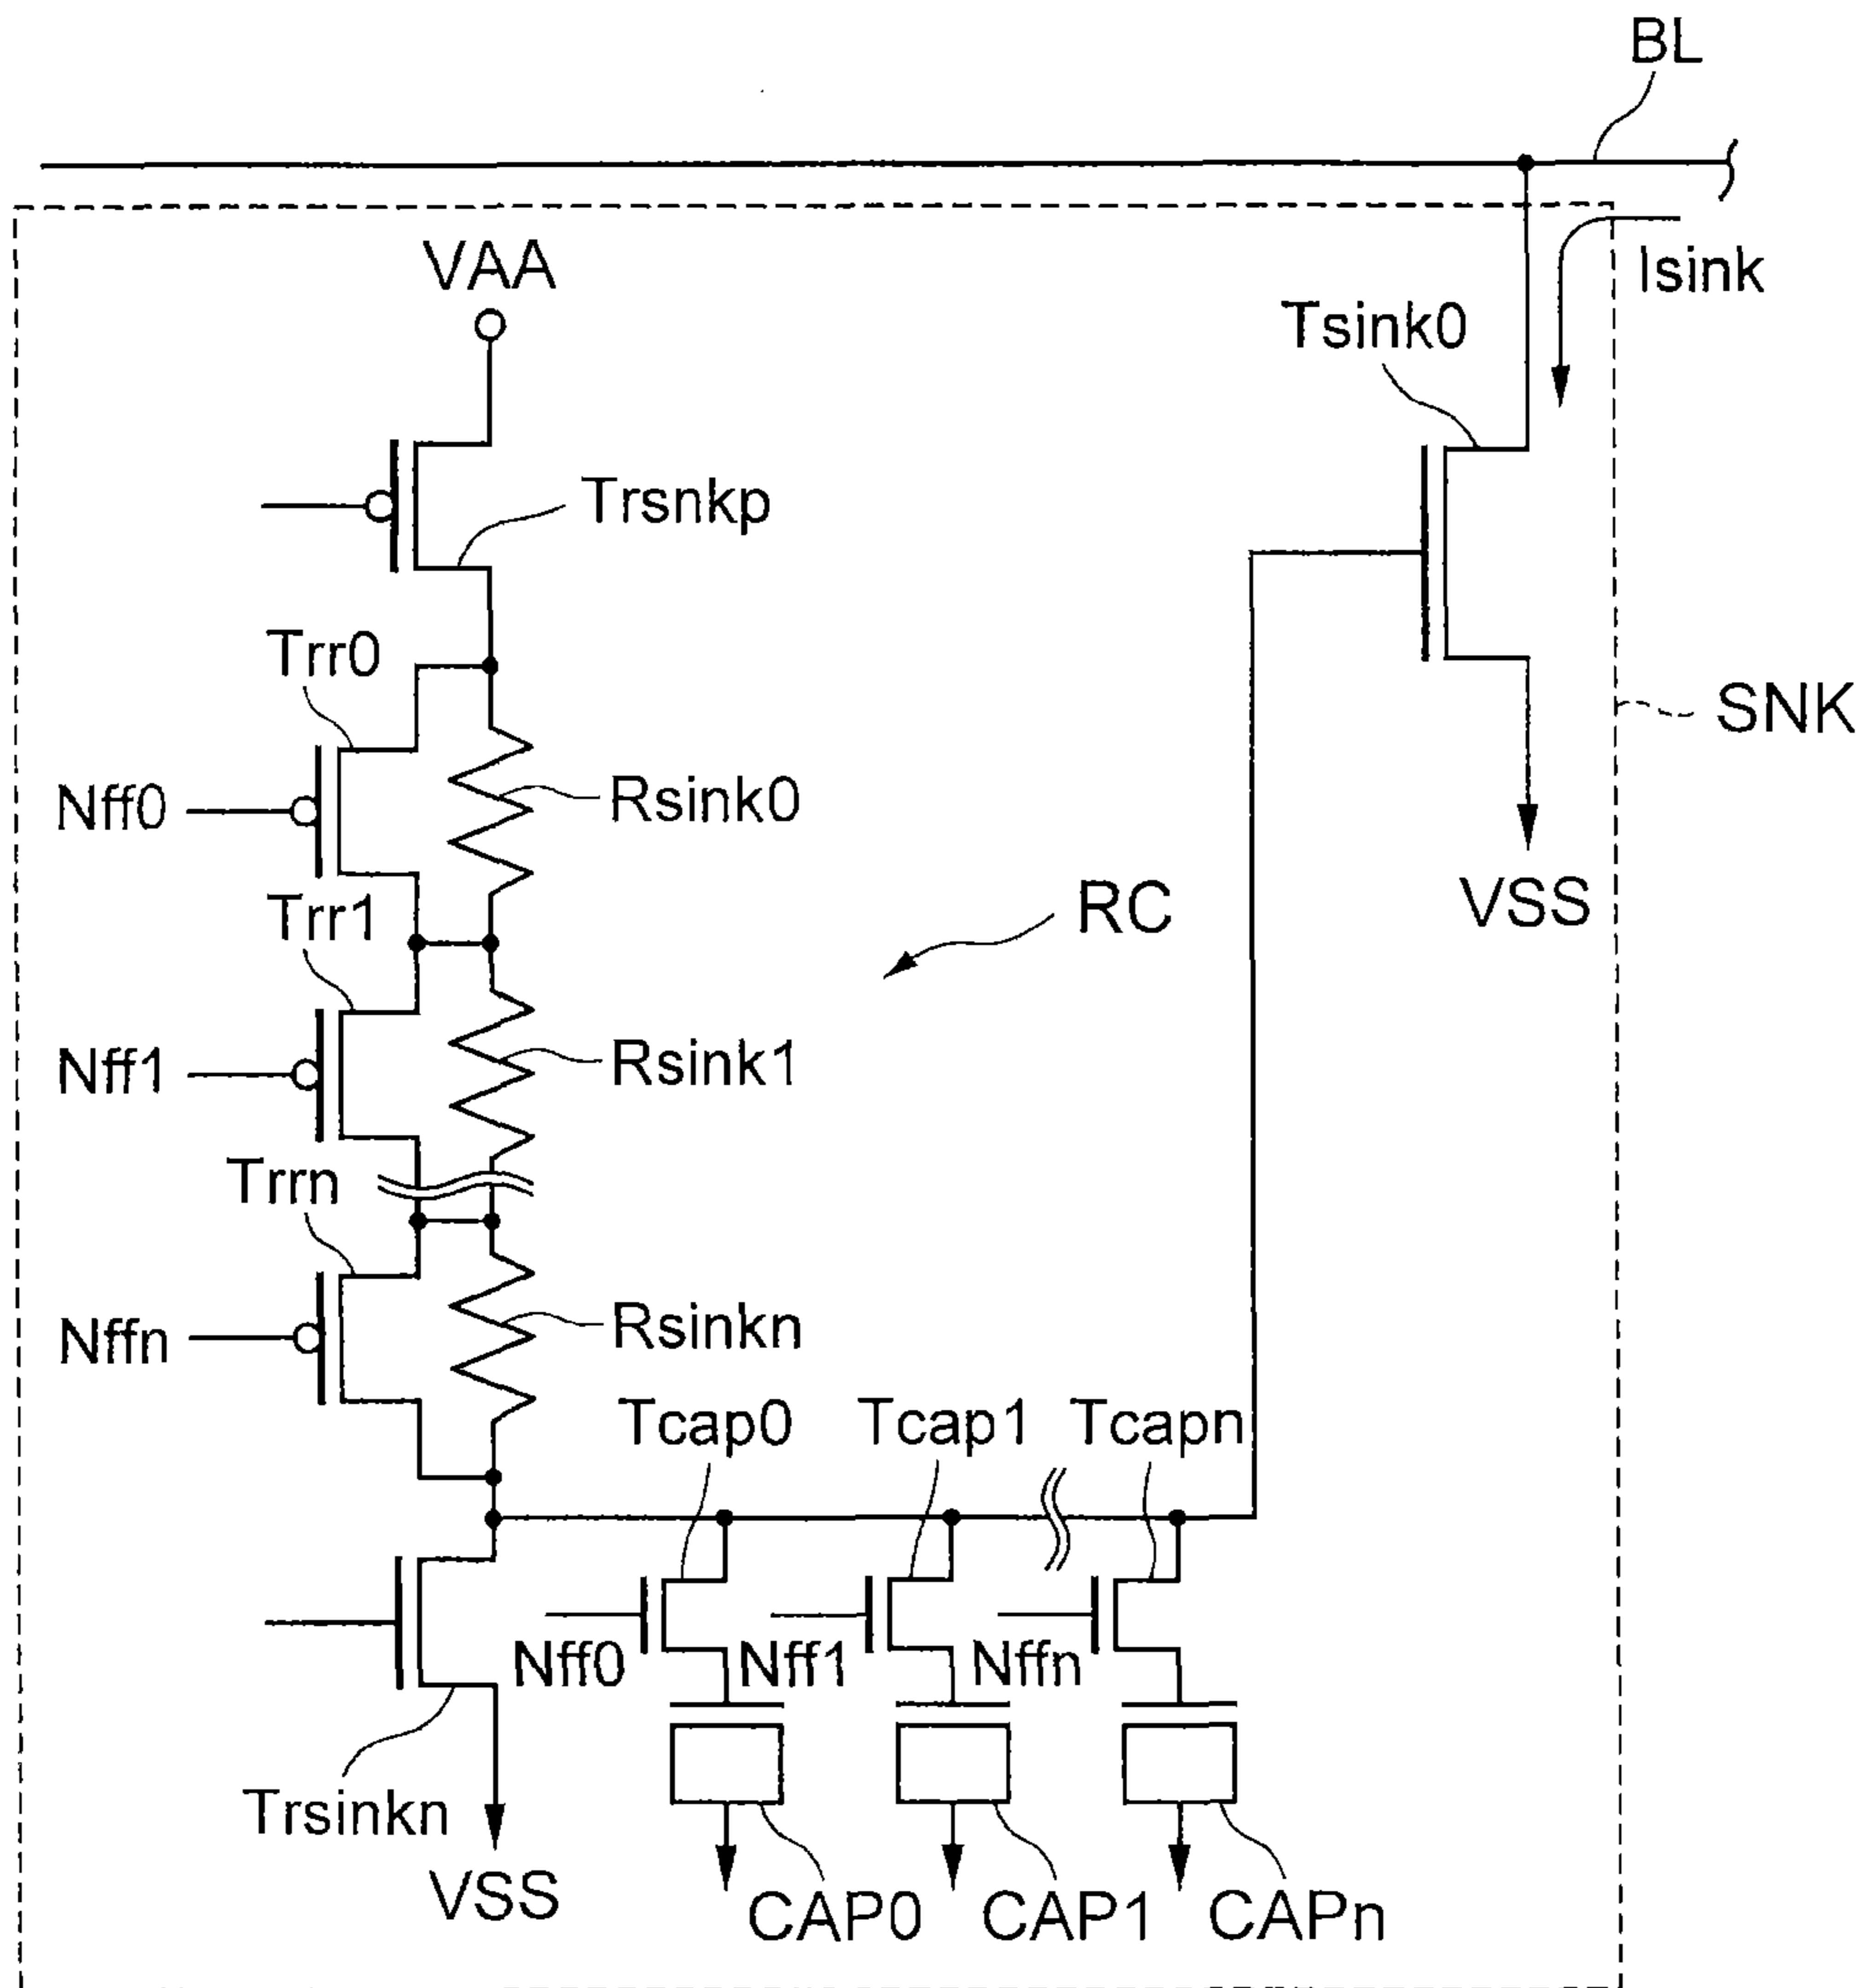 BL
VAA
Isink
Tsink0
Trsnkp
Trr0
SNK
Nff0
Rsink0
RC
VSS
Trr1
Nff1
Rsink1
Trrn
Nffn
Rsinkn
Tcap0
Tcap1
Tcapn
Nff0
Nff1
Nffn
Trsinkn
VSS
CAP0
CAP1
CAPn